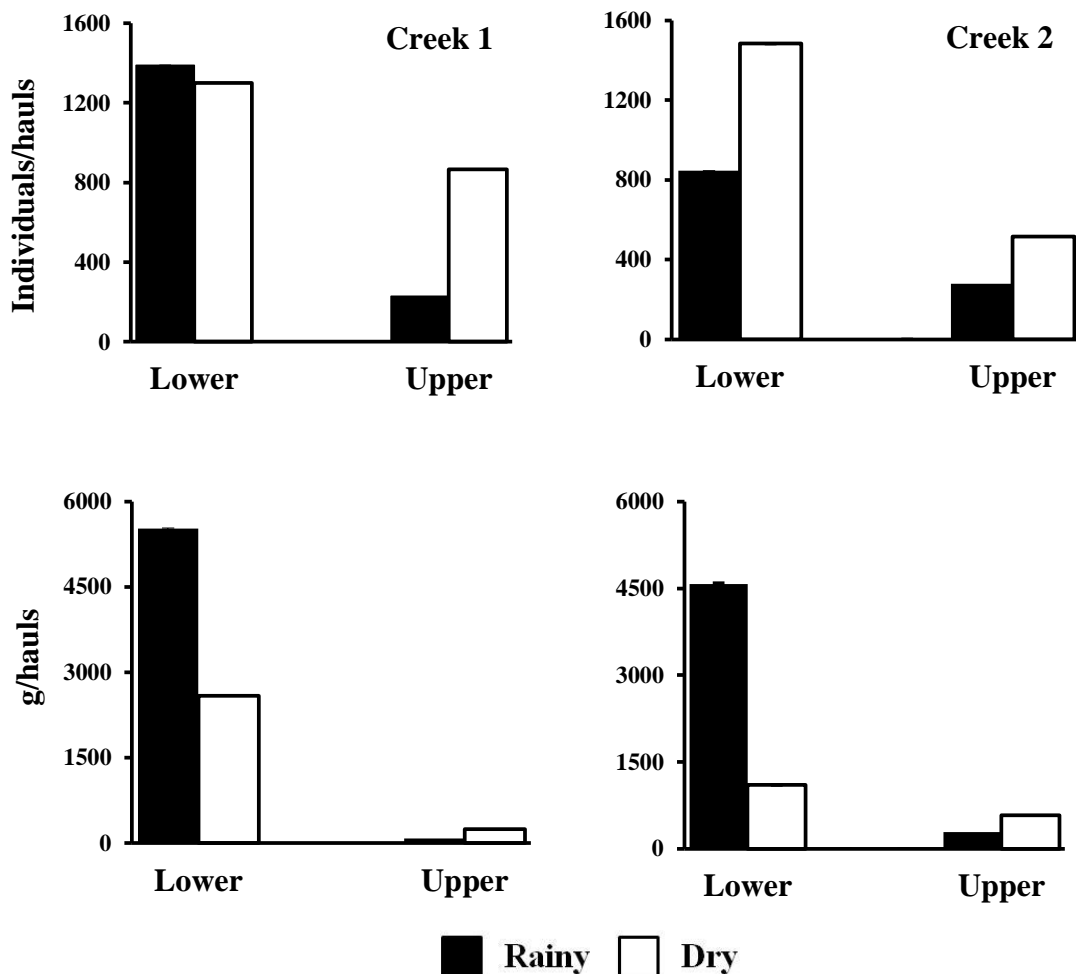 Creek 1
Individuals/hauls
1600
1200
800
400
0
Lower Upper
Creek 2
1600
1200
800
400
0
Lower Upper
g/hauls
6000
4500
3000
1500
0
Lower Upper
6000
4500
3000
1500
0
Lower Upper
Rainy Dry